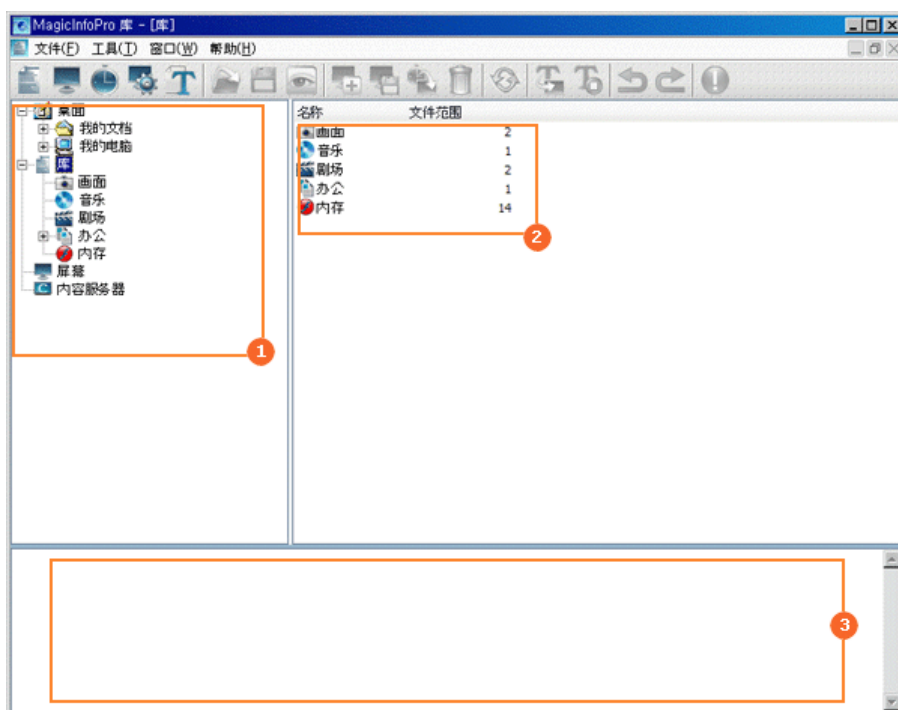 MagicInfoPro 库 - [库]
文件(F) 工具(T) 窗口(W) 帮助(H)
桌面
我的文档
我的电脑
库
画面
音乐
剧场
办公
内存
屏幕
内容服务器
1
名称 文件范围
画面 2
音乐 1
剧场 2
办公 1
内存 14
2
3